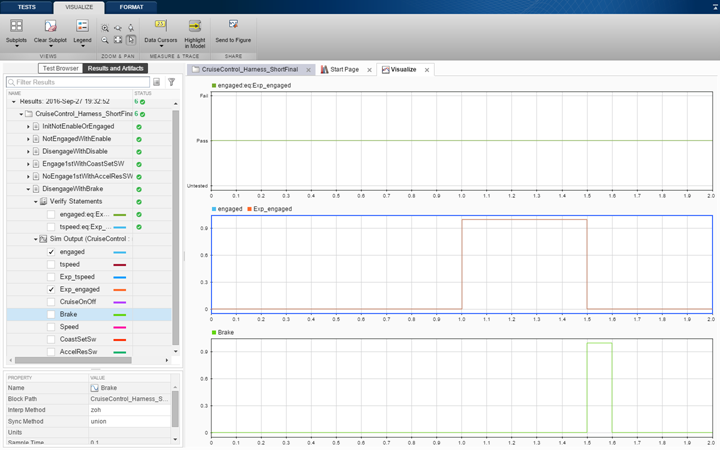 TESTS VISUALIZE FORMAT
Subplots Clear Subplot Legend Data Cursors Highlight in Model Send to Figure
VIEWS ZOOM & PAN MEASURE & TRACE SHARE
Test Browser Results and Artifacts
CruiseControl_Harness_ShortFinal Start Page Visualize
Filter Results
NAME STATUS
Results: 2016-Sep-27 19:32:52 6
CruiseControl_Harness_ShortFina 6
InitNotEnableOrEngaged
NotEngagedWithEnable
DisengageWithDisable
Engage1stWithCoastSetSW
NoEngage1stWithAccelResSW
DisengageWithBrake
Verify Statements
engaged:eq:Ex...
tspeed:eq:Exp_...
Sim Output (CruiseControl :
engaged
tspeed
Exp_tspeed
Exp_engaged
CruiseOnOff
Brake
Speed
CoastSetSw
AccelResSw
PROPERTY VALUE
Name Brake
Block Path CruiseControl_Harness_S...
Interp Method zoh
Sync Method union
Units
Sample Time 0.1
engaged:eq:Exp_engaged
Fail
Pass
Untested
0 0.1 0.2 0.3 0.4 0.5 0.6 0.7 0.8 0.9 1.0 1.1 1.2 1.3 1.4 1.5 1.6 1.7 1.8 1.9 2.0
engaged Exp_engaged
0.9
0.6
0.3
0
0 0.1 0.2 0.3 0.4 0.5 0.6 0.7 0.8 0.9 1.0 1.1 1.2 1.3 1.4 1.5 1.6 1.7 1.8 1.9 2.0
Brake
0.9
0.6
0.3
0
0 0.1 0.2 0.3 0.4 0.5 0.6 0.7 0.8 0.9 1.0 1.1 1.2 1.3 1.4 1.5 1.6 1.7 1.8 1.9 2.0